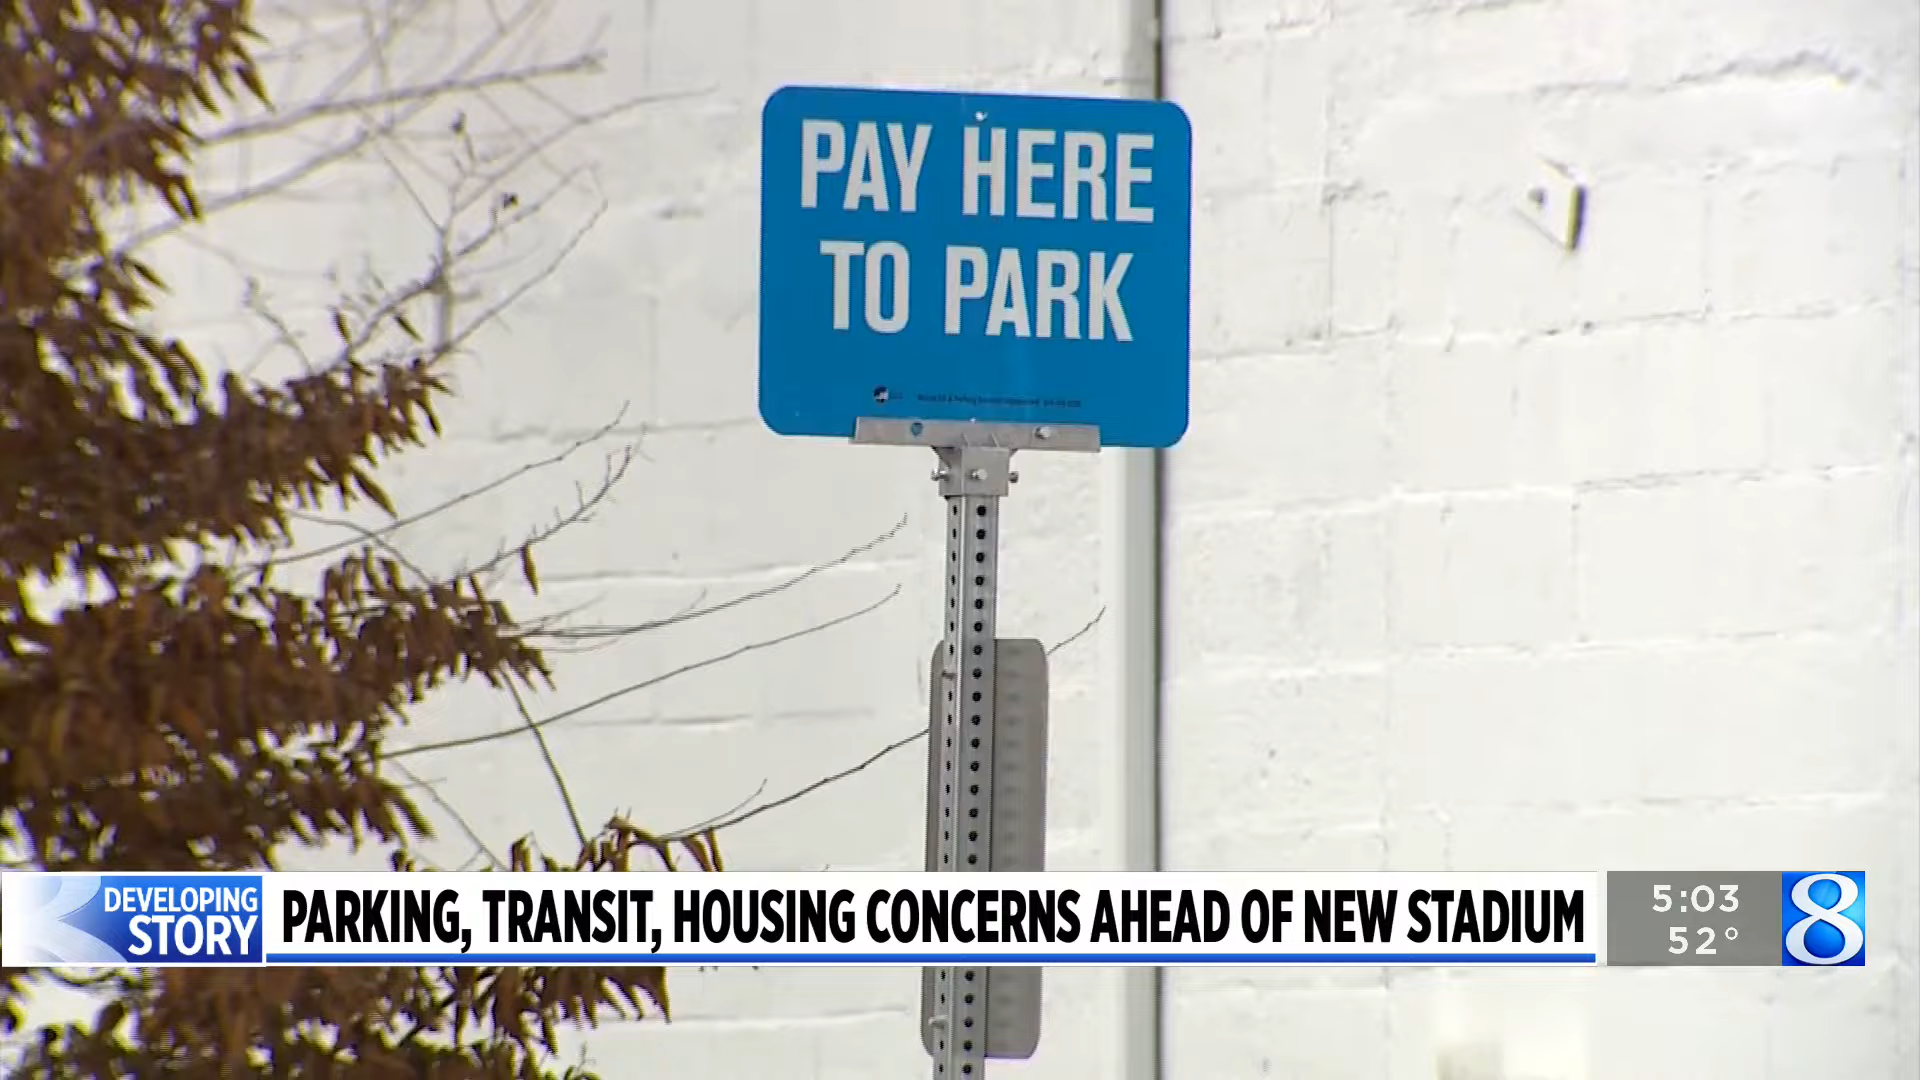 PAY HERE
TO PARK
DEVELOPING
STORY
PARKING, TRANSIT, HOUSING CONCERNS AHEAD OF NEW STADIUM
5:03
52°
8